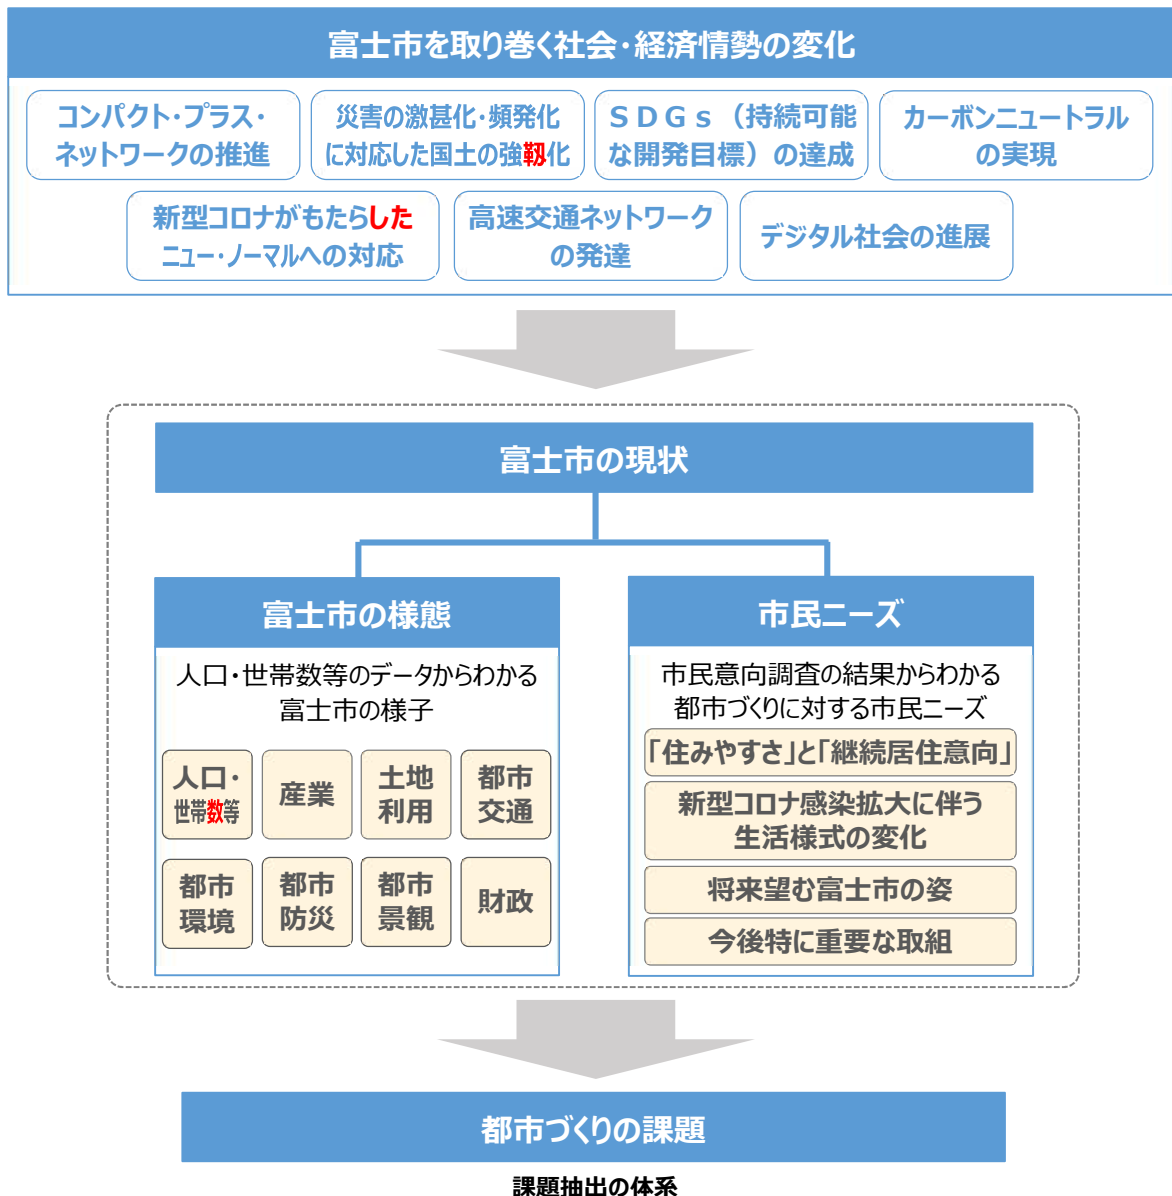 富士市を取り巻く社会・経済情勢の変化
コンパクト・プラス・
ネットワークの推進
災害の激甚化・頻発化
に対応した国土の強靱化
ＳＤＧｓ（持続可能
な開発目標）の達成
カーボンニュートラル
の実現
新型コロナがもたらした
ニュー・ノーマルへの対応
高速交通ネットワーク
の発達
デジタル社会の進展
富士市の現状
富士市の様態
人口・世帯数等のデータからわかる
富士市の様子
人口・
世帯数等
産業
土地
利用
都市
交通
都市
環境
都市
防災
都市
景観
財政
市民ニーズ
市民意向調査の結果からわかる
都市づくりに対する市民ニーズ
「住みやすさ」と「継続居住意向」
新型コロナ感染拡大に伴う
生活様式の変化
将来望む富士市の姿
今後特に重要な取組
都市づくりの課題
課題抽出の体系